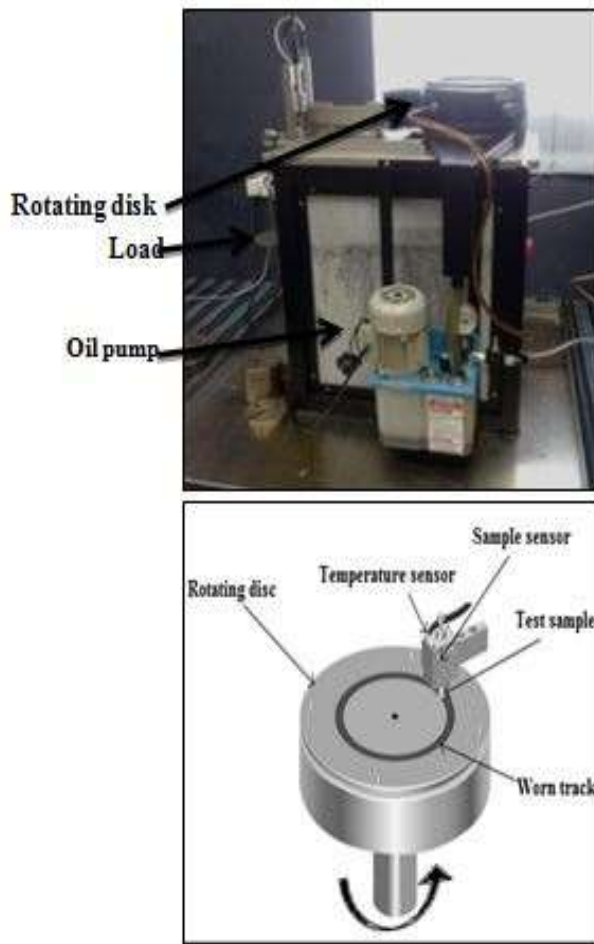 Rotating disk
Load
Oil pump
Sample sensor
Temperature sensor
Rotating disc
Test sample
Worn track